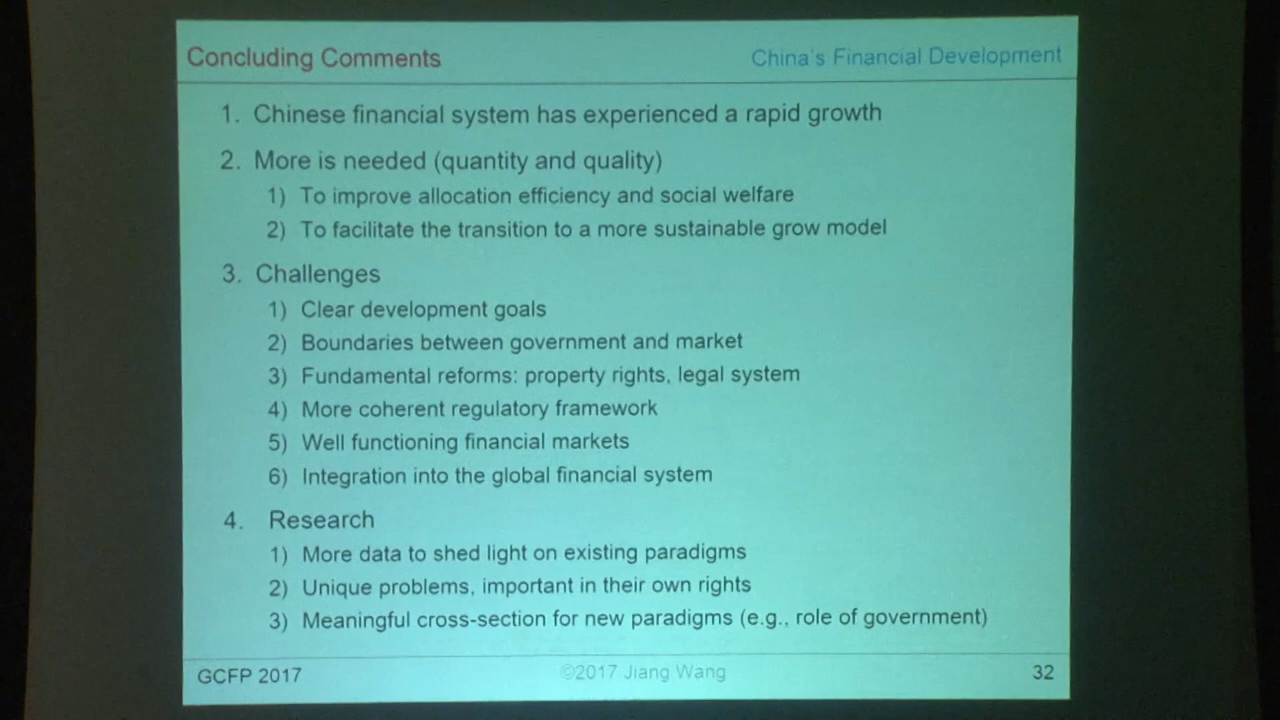 Concluding Comments
China's Financial Development
1. Chinese financial system has experienced a rapid growth
2. More is needed (quantity and quality)
1) To improve allocation efficiency and social welfare
2) To facilitate the transition to a more sustainable grow model
3. Challenges
1) Clear development goals
2) Boundaries between government and market
3) Fundamental reforms: property rights, legal system
4) More coherent regulatory framework
5) Well functioning financial markets
6) Integration into the global financial system
4. Research
1) More data to shed light on existing paradigms
2) Unique problems, important in their own rights
3) Meaningful cross-section for new paradigms (e.g., role of government)
GCFP 2017
©2017 Jiang Wang
32